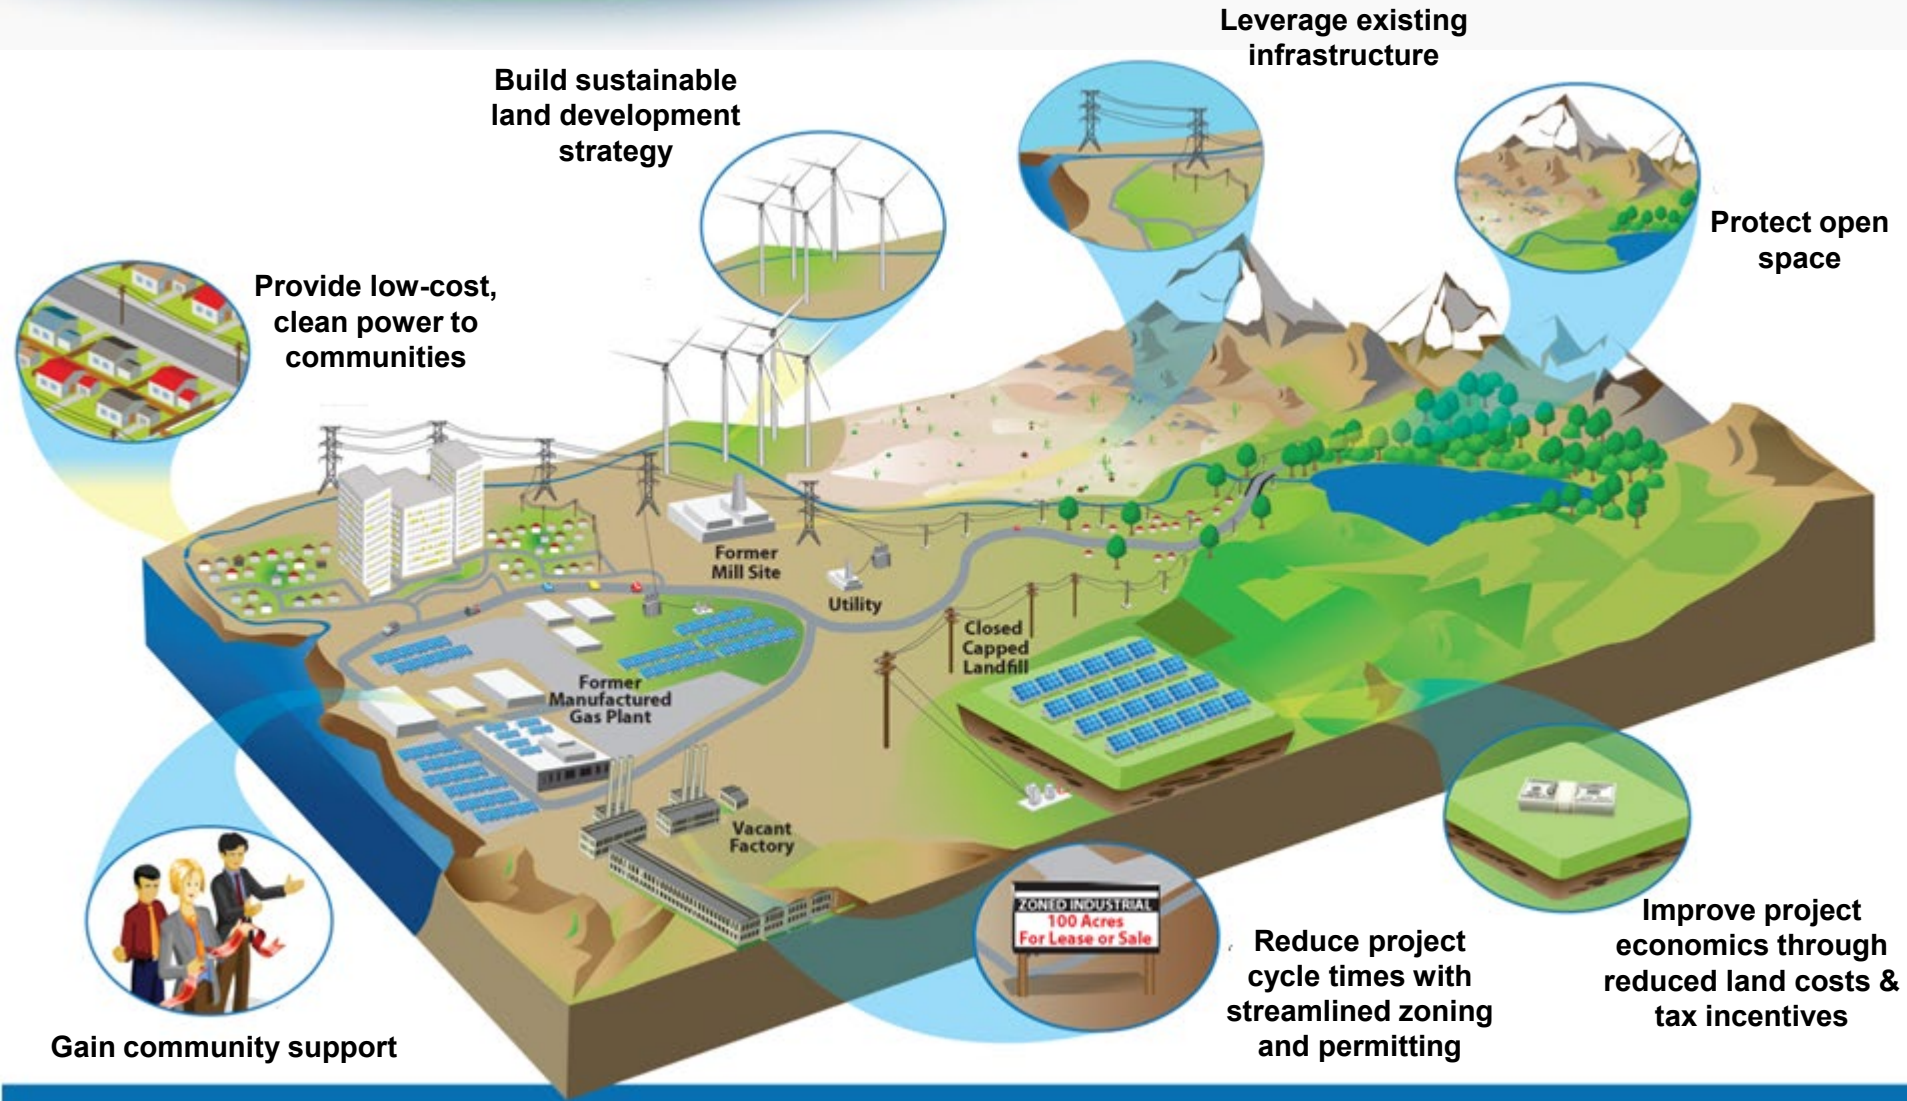 Leverage existing
infrastructure
Build sustainable
land development
strategy
Protect open
space
Provide low-cost,
clean power to
communities
Former
Mill Site
Utility
Closed
Capped
Landfill
Former
Manufactured
Gas Plant
Vacant
Factory
ZONED INDUSTRIAL
100 Acres
For Lease or Sale
Reduce project
cycle times with
streamlined zoning
and permitting
Improve project
economics through
reduced land costs &
tax incentives
Gain community support